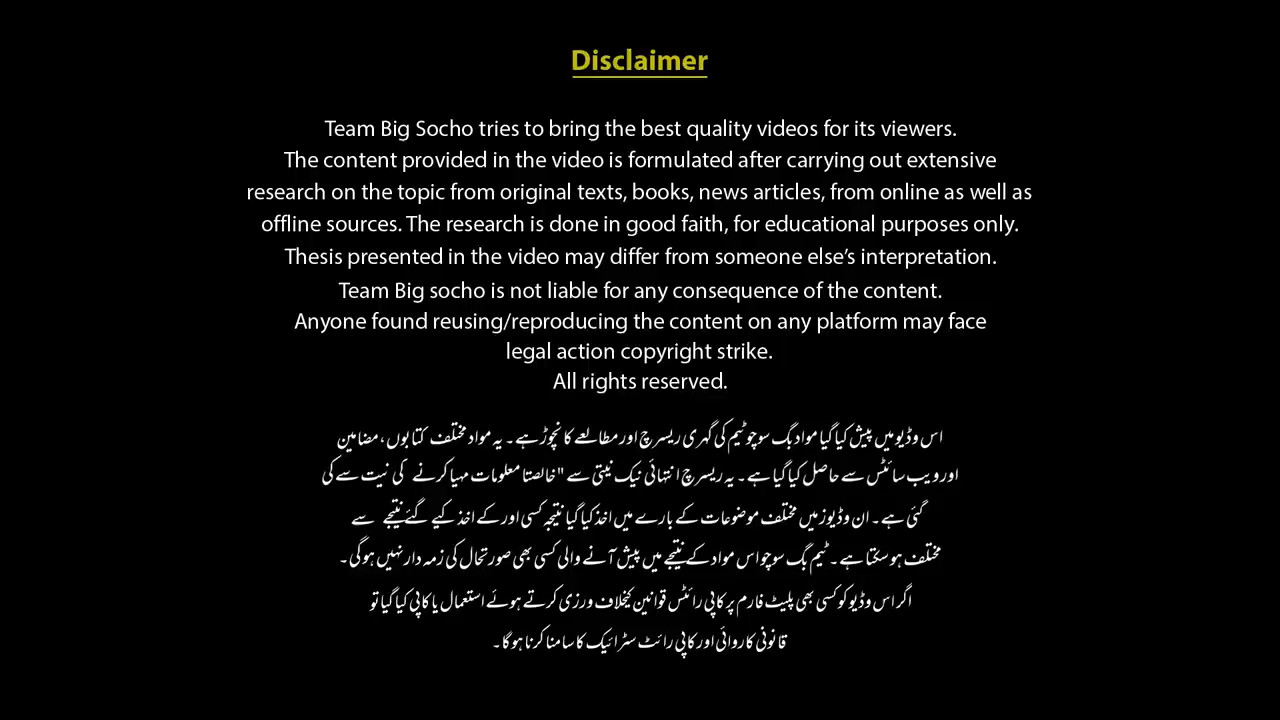 Disclaimer
Team Big Socho tries to bring the best quality videos for its viewers.
The content provided in the video is formulated after carrying out extensive
research on the topic from original texts, books, news articles, from online as well as
offline sources. The research is done in good faith, for educational purposes only.
Thesis presented in the video may differ from someone else’s interpretation.
Team Big socho is not liable for any consequence of the content.
Anyone found reusing/reproducing the content on any platform may face
legal action copyright strike.
All rights reserved.
اس وڈیو میں پیش کیا گیا مواد بگ سوچو ٹیم کی گہری ریسرچ اور مطالعے کا نچوڑ ہے۔ یہ مواد مختلف کتابوں، مضامین
اور ویب سائٹس سے حاصل کیا گیا ہے۔ یہ ریسرچ انتہائی نیک نیتی سے "خالصتا معلومات مہیا کرنے کی نیت سے کی
گئی ہے۔ ان وڈیوز میں مختلف موضوعات کے بارے میں اخذ کیا گیا نتیجہ کسی اور کے اخذ کیے گئے نتیجے سے
مختلف ہو سکتا ہے۔ ٹیم بگ سوچو اس مواد کے نتیجے میں پیش آنے والی کسی بھی صورتحال کی زمہ دار نہیں ہوگی۔
اگر اس وڈیو کو کسی بھی پلیٹ فارم پر کاپی رائٹس قوانین کیخلاف ورزی کرتے ہوئے استعمال یا کاپی کیا گیا تو
قانونی کاروائی اور کاپی رائٹ سٹرائیک کا سامنا کرنا ہوگا۔